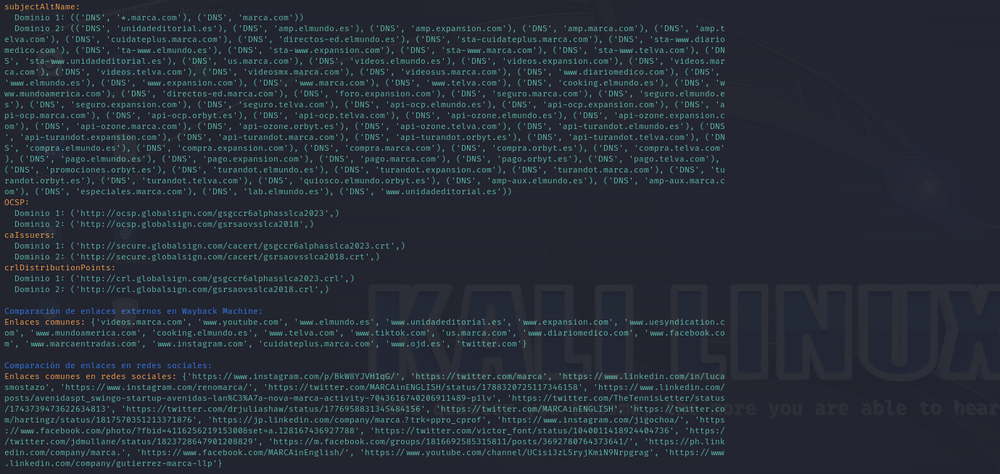 subjectAltName:
  Dominio 1: (('DNS', '*.marca.com'), ('DNS', 'marca.com'))
  Dominio 2: (('DNS', 'unidadeditorial.es'), ('DNS', 'amp.elmundo.es'), ('DNS', 'amp.expansion.com'), ('DNS', 'amp.marca.com'), ('DNS', 'amp.t
elva.com'), ('DNS', 'cuidateplus.marca.com'), ('DNS', 'directos-ed.elmundo.es'), ('DNS', 'sta-cuidateplus.marca.com'), ('DNS', 'sta-www.diario
medico.com'), ('DNS', 'ta-www.elmundo.es'), ('DNS', 'sta-www.expansion.com'), ('DNS', 'sta-www.marca.com'), ('DNS', 'sta-www.telva.com'), ('DN
S', 'sta-www.unidadeditorial.es'), ('DNS', 'us.marca.com'), ('DNS', 'videos.elmundo.es'), ('DNS', 'videos.expansion.com'), ('DNS', 'videos.mar
ca.com'), ('DNS', 'videos.telva.com'), ('DNS', 'videosmx.marca.com'), ('DNS', 'videosus.marca.com'), ('DNS', 'www.diariomedico.com'), ('DNS',
'www.elmundo.es'), ('DNS', 'www.expansion.com'), ('DNS', 'www.marca.com'), ('DNS', 'www.telva.com'), ('DNS', 'cooking.elmundo.es'), ('DNS', 'w
ww.mundoamerica.com'), ('DNS', 'directos-ed.marca.com'), ('DNS', 'foro.expansion.com'), ('DNS', 'seguro.marca.com'), ('DNS', 'seguro.elmundo.e
s'), ('DNS', 'seguro.expansion.com'), ('DNS', 'seguro.telva.com'), ('DNS', 'api-ocp.elmundo.es'), ('DNS', 'api-ocp.expansion.com'), ('DNS', 'a
pi-ocp.marca.com'), ('DNS', 'api-ocp.orbyt.es'), ('DNS', 'api-ocp.telva.com'), ('DNS', 'api-ozone.elmundo.es'), ('DNS', 'api-ozone.expansion.c
om'), ('DNS', 'api-ozone.marca.com'), ('DNS', 'api-ozone.orbyt.es'), ('DNS', 'api-ozone.telva.com'), ('DNS', 'api-turandot.elmundo.es'), ('DNS
', 'api-turandot.expansion.com'), ('DNS', 'api-turandot.marca.com'), ('DNS', 'api-turandot.orbyt.es'), ('DNS', 'api-turandot.telva.com'), ('DN
S', 'compra.elmundo.es'), ('DNS', 'compra.expansion.com'), ('DNS', 'compra.marca.com'), ('DNS', 'compra.orbyt.es'), ('DNS', 'compra.telva.com'
), ('DNS', 'pago.elmundo.es'), ('DNS', 'pago.expansion.com'), ('DNS', 'pago.marca.com'), ('DNS', 'pago.orbyt.es'), ('DNS', 'pago.telva.com'),
('DNS', 'promociones.orbyt.es'), ('DNS', 'turandot.elmundo.es'), ('DNS', 'turandot.expansion.com'), ('DNS', 'turandot.marca.com'), ('DNS', 'tu
randot.orbyt.es'), ('DNS', 'turandot.telva.com'), ('DNS', 'quiosco.elmundo.orbyt.es'), ('DNS', 'amp-aux.elmundo.es'), ('DNS', 'amp-aux.marca.c
om'), ('DNS', 'especiales.marca.com'), ('DNS', 'lab.elmundo.es'), ('DNS', 'www.unidadeditorial.es'))
OCSP:
  Dominio 1: ('http://ocsp.globalsign.com/gsgccr6alphasslca2023',)
  Dominio 2: ('http://ocsp.globalsign.com/gsrsaovsslca2018',)
caIssuers:
  Dominio 1: ('http://secure.globalsign.com/cacert/gsgccr6alphasslca2023.crt',)
  Dominio 2: ('http://secure.globalsign.com/cacert/gsrsaovsslca2018.crt',)
crlDistributionPoints:
  Dominio 1: ('http://crl.globalsign.com/gsgccr6alphasslca2023.crl',)
  Dominio 2: ('http://crl.globalsign.com/gsrsaovsslca2018.crl',)
Comparación de enlaces externos en Wayback Machine:
Enlaces comunes: {'videos.marca.com', 'www.youtube.com', 'www.elmundo.es', 'www.unidadeditorial.es', 'www.expansion.com', 'www.uesyndication.c
om', 'www.mundoamerica.com', 'cooking.elmundo.es', 'www.telva.com', 'www.tiktok.com', 'us.marca.com', 'www.diariomedico.com', 'www.facebook.co
m', 'www.marcaentradas.com', 'www.instagram.com', 'cuidateplus.marca.com', 'www.ojd.es', 'twitter.com'}
Comparación de enlaces en redes sociales:
Enlaces comunes en redes sociales: {'https://www.instagram.com/p/BkW8YJVH1qG/', 'https://twitter.com/marca', 'https://www.linkedin.com/in/luca
smostazo', 'https://www.instagram.com/renomarca/', 'https://twitter.com/MARCAinENGLISH/status/1788320725117346158', 'https://www.linkedin.com/
posts/avenidaspt_swingo-startup-avenidas-lan%C3%A7a-nova-marca-activity-7043616740206911489-p1lv', 'https://twitter.com/TheTennisLetter/status
/1743739473622634813', 'https://twitter.com/drjuliashaw/status/1776958831345484156', 'https://twitter.com/MARCAinENGLISH', 'https://twitter.co
m/hartingz/status/1817570351213371876', 'https://jp.linkedin.com/company/marca.?trk=ppro_cprof', 'https://www.instagram.com/jigochoa/', 'https
://www.facebook.com/photo/?fbid=411625621915300&set=a.128167436927788', 'https://twitter.com/victor_font/status/1040011418924404736', 'https:/
/twitter.com/jdmullane/status/1823728647901208829', 'https://m.facebook.com/groups/1816692585315811/posts/3692780764373641/', 'https://ph.link
edin.com/company/marca.', 'https://www.facebook.com/MARCAinEnglish/', 'https://www.youtube.com/channel/UCisi3zL5ryjKmiN9Nrpgrag', 'https://www
.linkedin.com/company/gutierrez-marca-llp'}
KALI LINUX
more you are able to hear